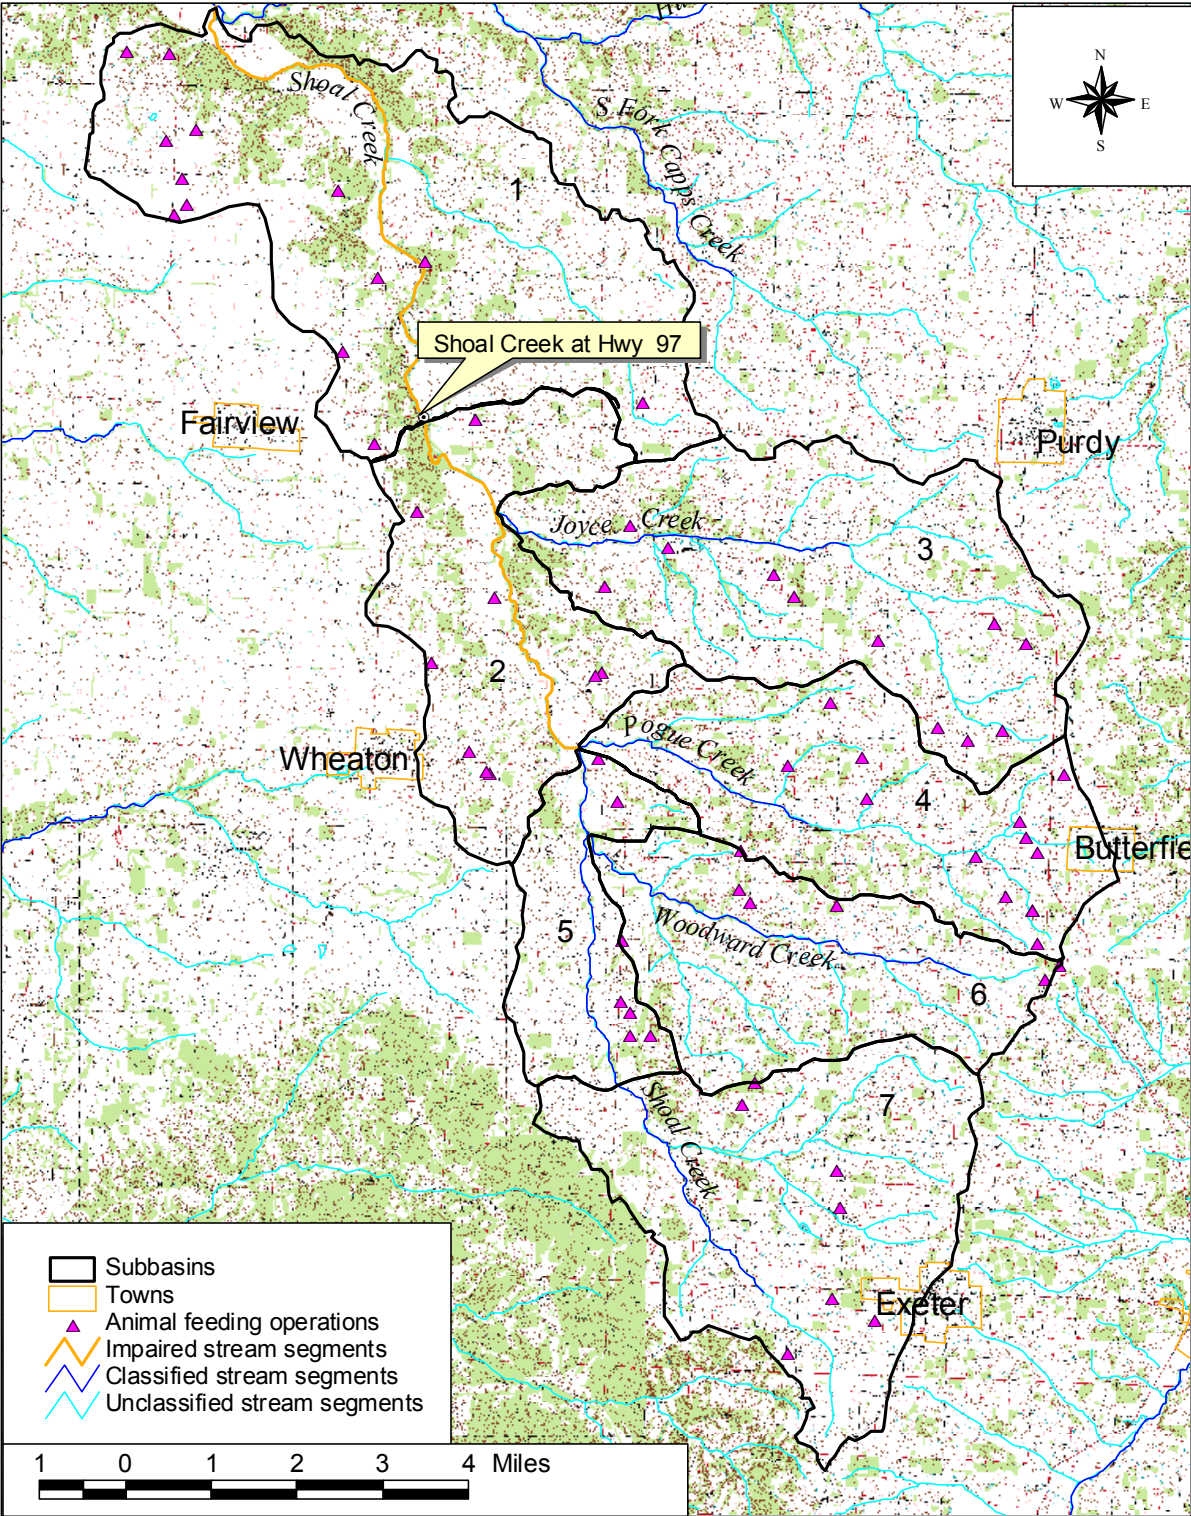 N
W E
S
Shoal Creek
S Fork Capps Creek
1
Shoal Creek at Hwy 97
Fairview
Purdy
Joyce Creek
3
2
1
Pogue Creek
Wheaton
4
Butterfie
5
Woodward Creek
6
Shoal Creek
7
Exeter
Subbasins
Towns
Animal feeding operations
Impaired stream segments
Classified stream segments
Unclassified stream segments
1 0 1 2 3 4 Miles